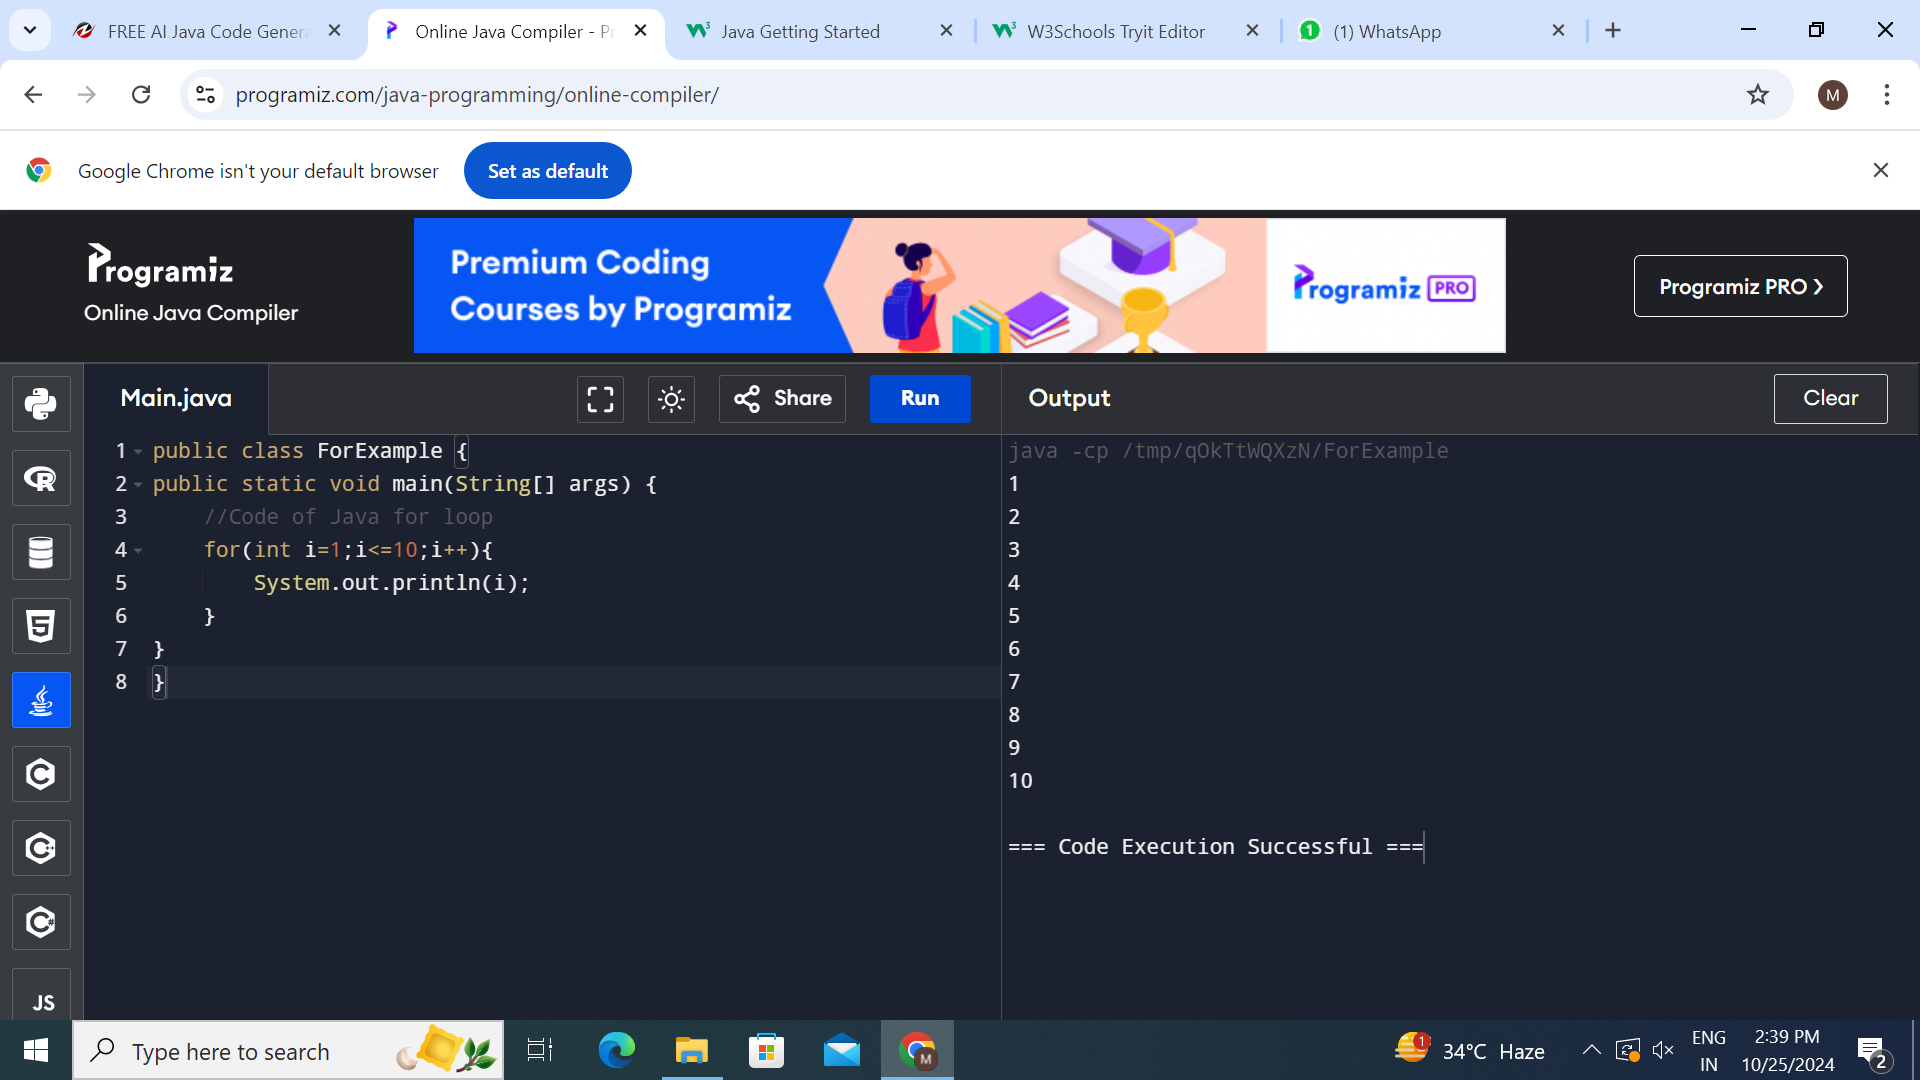 FREE AI Java Code Genera
Online Java Compiler - Pr
Java Getting Started
W3Schools Tryit Editor
(1) WhatsApp
programiz.com/java-programming/online-compiler/
M
Google Chrome isn't your default browser
Set as default
Programiz
Online Java Compiler
Premium Coding
Courses by Programiz
Programiz PRO
Programiz PRO ❯
Main.java
Share
Run
Output
Clear
1 public class ForExample {
2 public static void main(String[] args) {
3 //Code of Java for loop
4 for(int i=1;i<=10;i++){
5 System.out.println(i);
6 }
7 }
8 }
java -cp /tmp/qOkTtWQXzN/ForExample
1
2
3
4
5
6
7
8
9
10
=== Code Execution Successful ===
JS
Type here to search
M
1
34°C Haze
ENG
IN
2:39 PM
10/25/2024
2